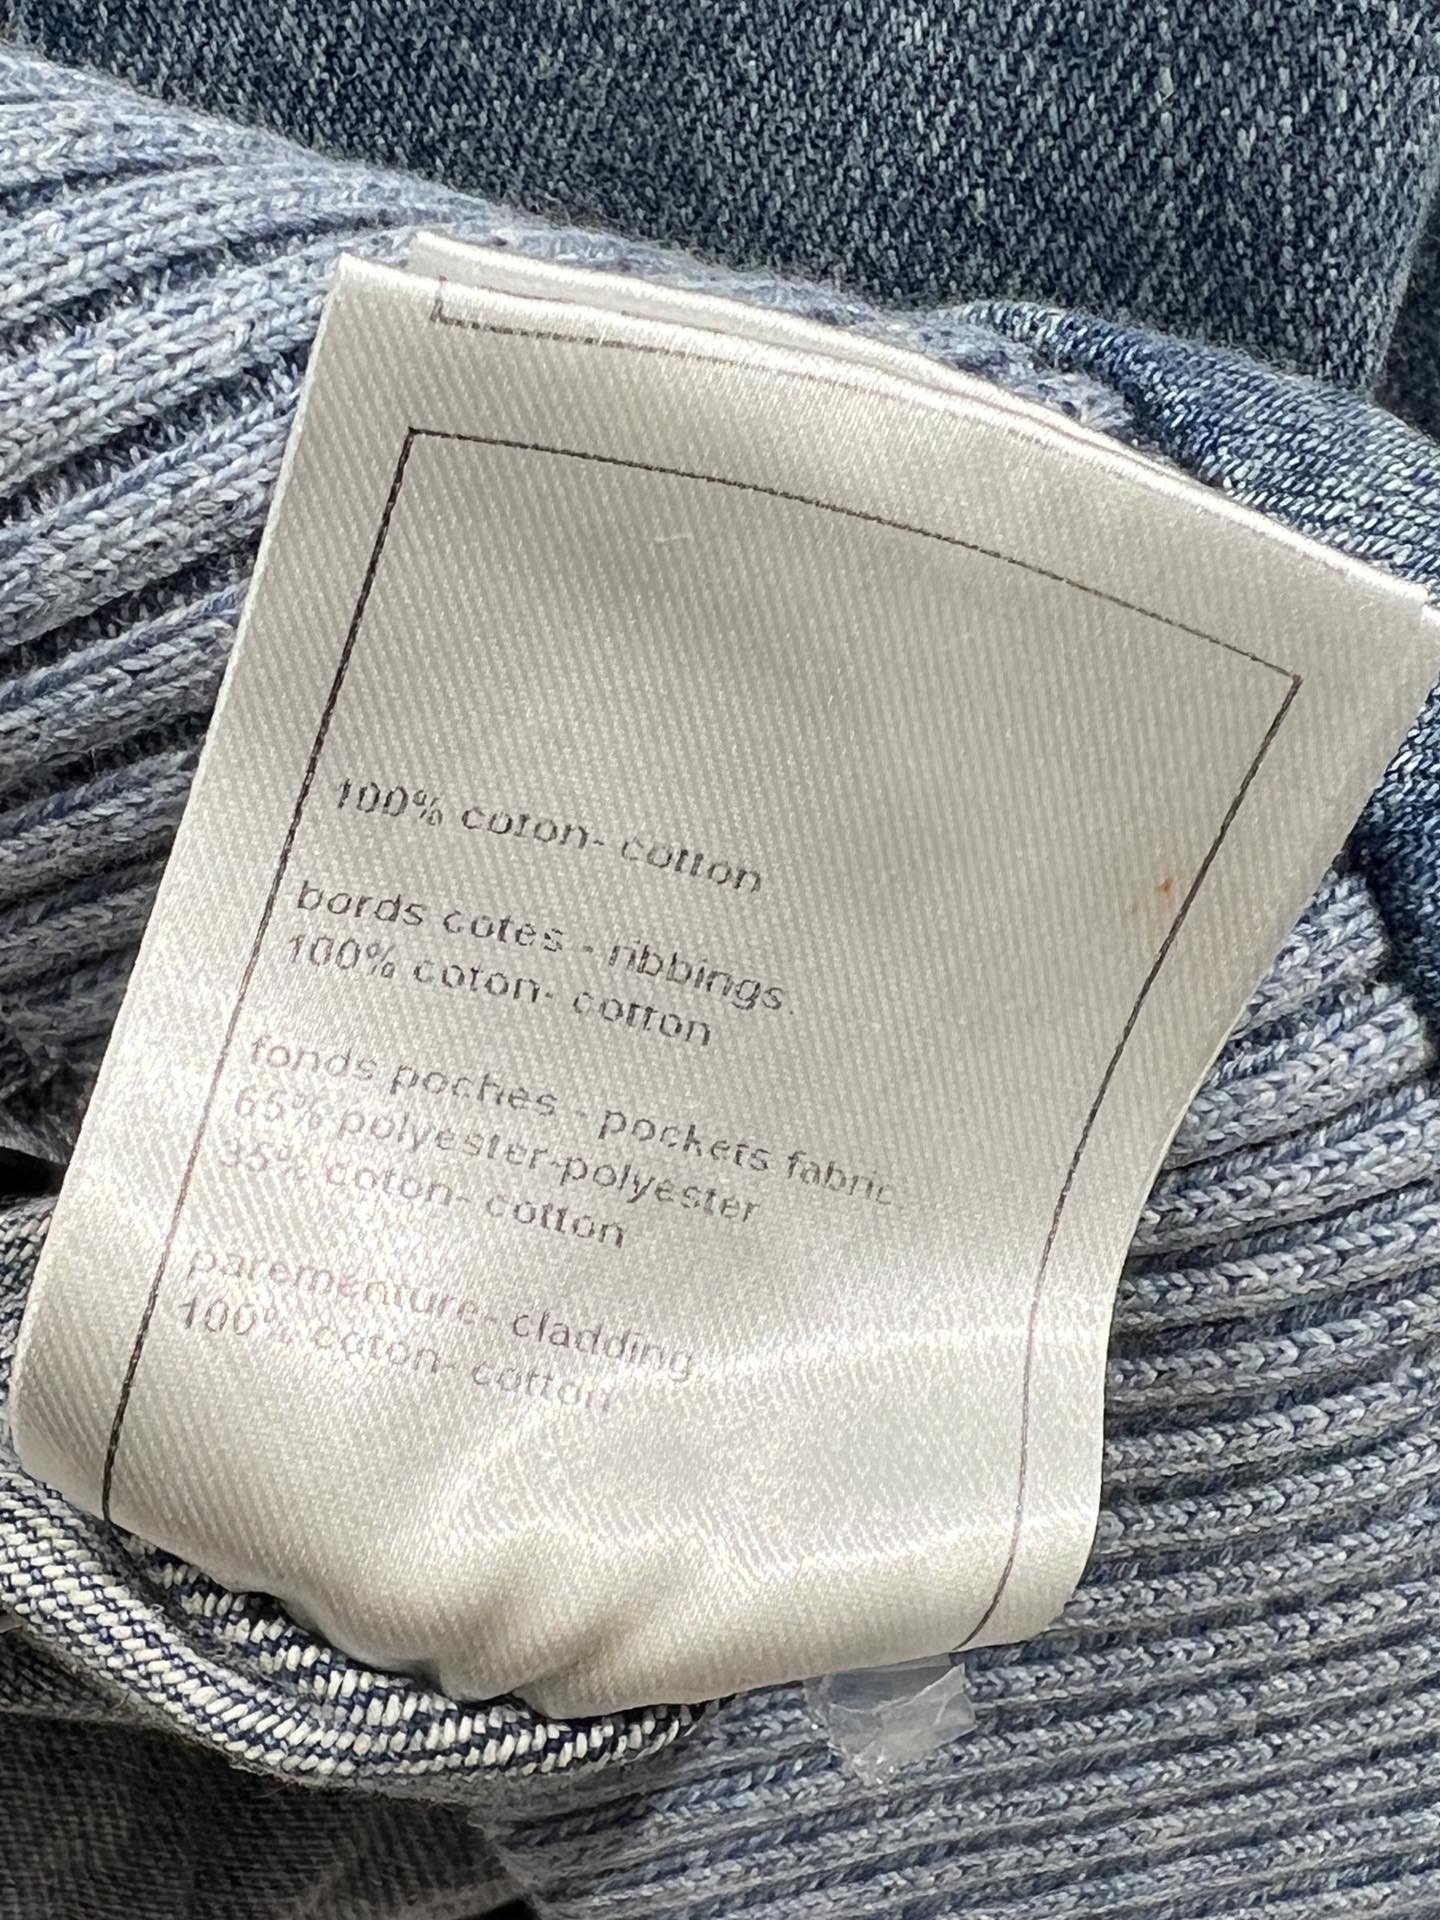 100% coton- cotton
bords cotes - ribbings.
100% coton- cotton
fonds poches - pockets fabric.
65% polyester-polyester
35% coton- cotton
parementure- cladding.
100% coton- cotton